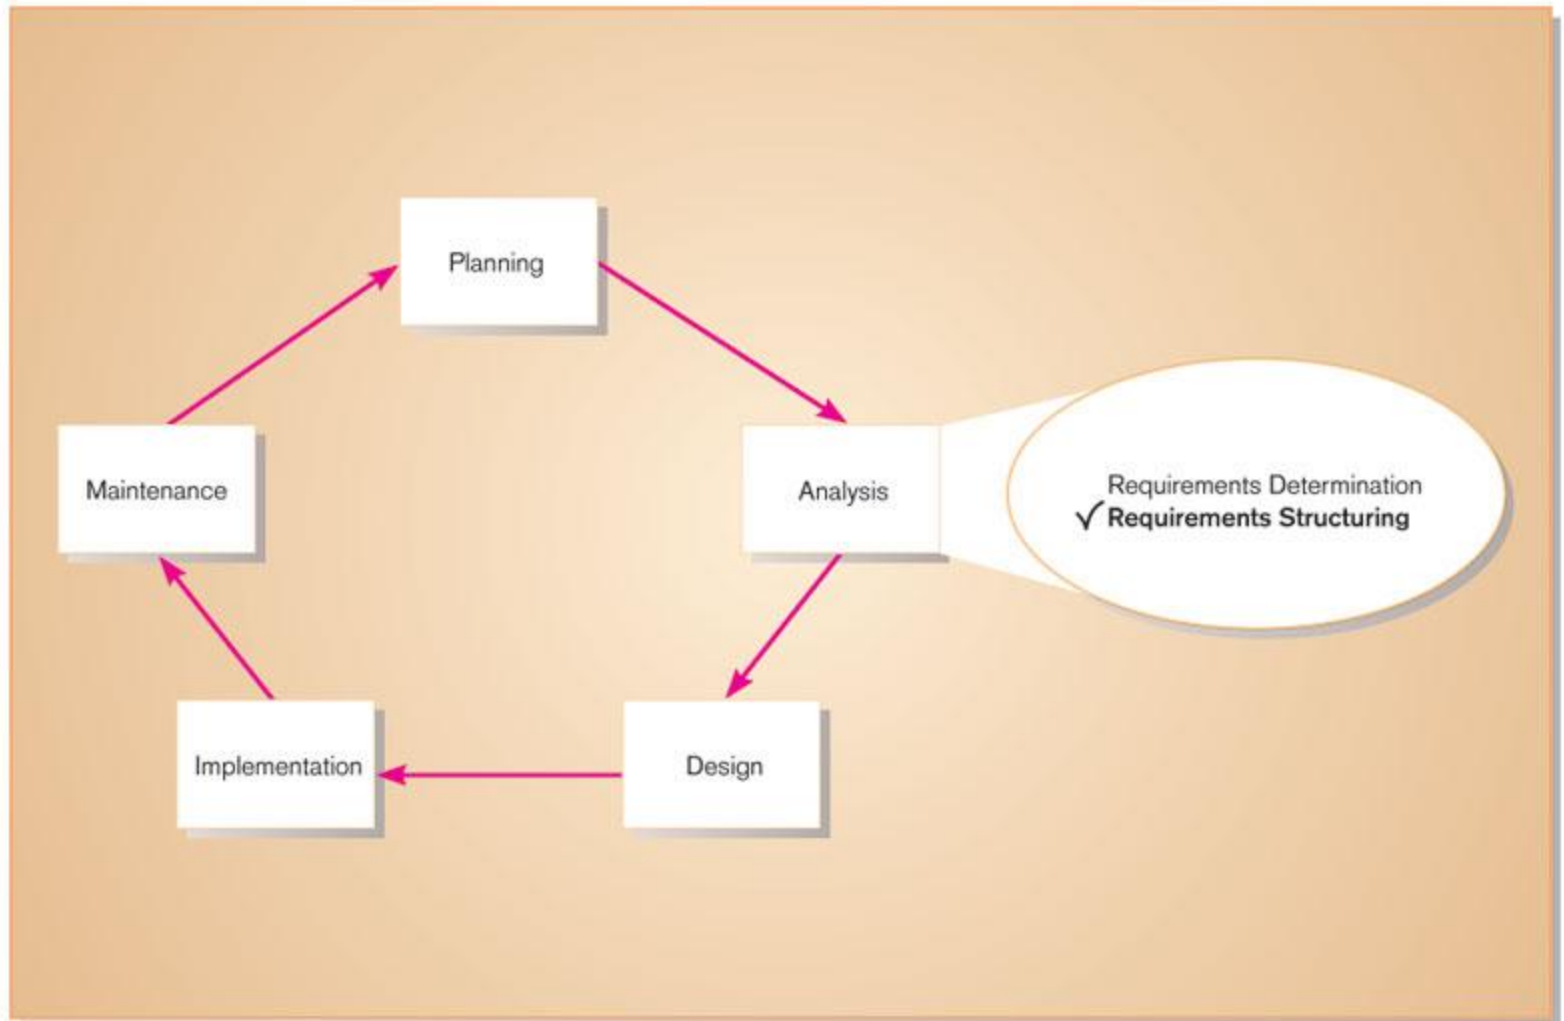 Planning
Maintenance
Analysis
Requirements Determination
✓Requirements Structuring
Implementation
Design